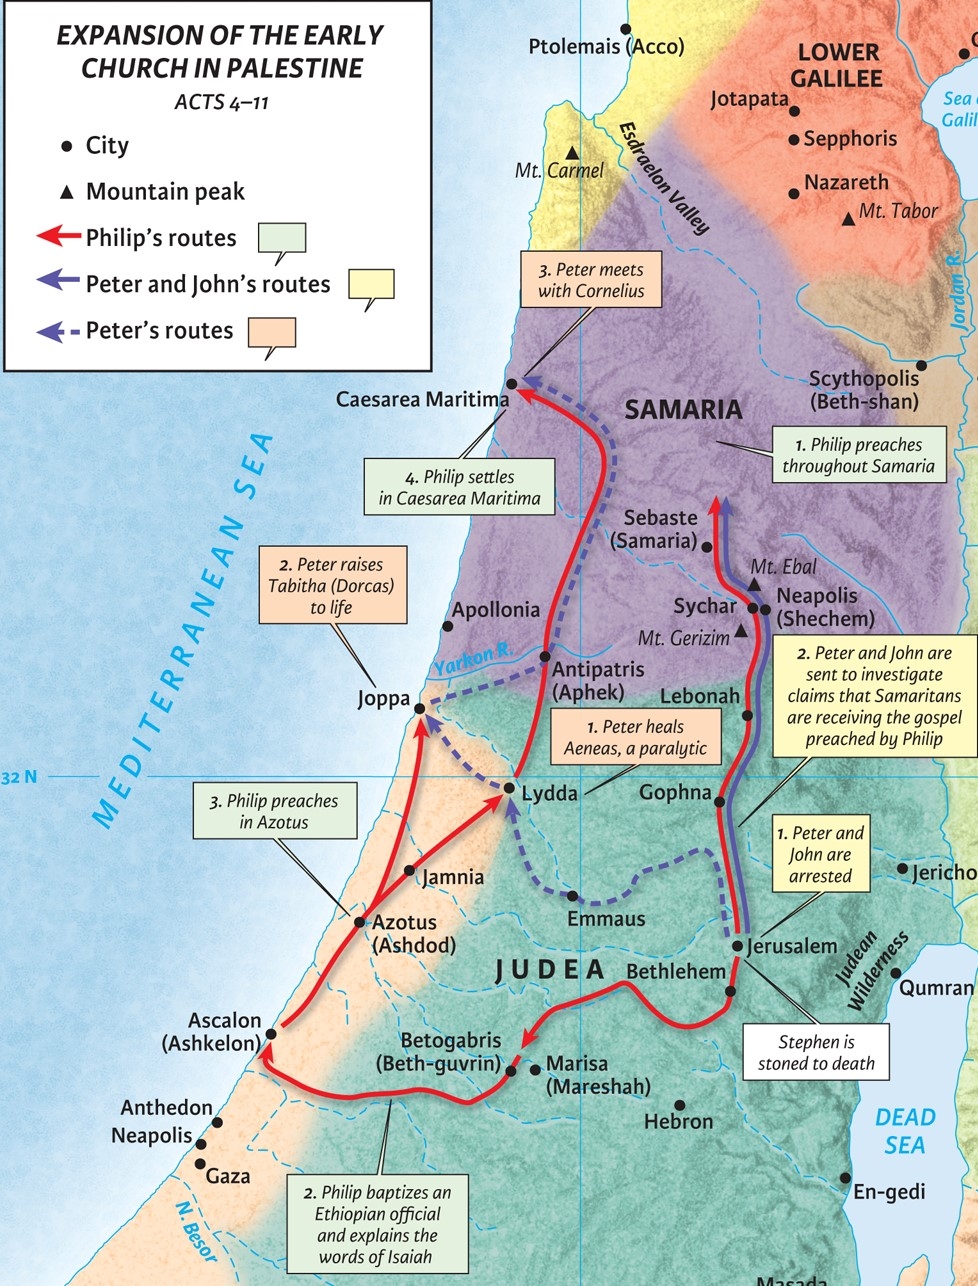 EXPANSION OF THE EARLY
CHURCH IN PALESTINE
ACTS 4–11
City
Mountain peak
Philip's routes
Peter and John's routes
Peter's routes
Ptolemais (Acco)
LOWER
GALILEE
Jotapata
Sepphoris
Nazareth
Mt. Tabor
Mt. Carmel
Esdraelon Valley
Jordan R.
3. Peter meets
with Cornelius
Caesarea Maritima
Scythopolis
(Beth-shan)
SAMARIA
1. Philip preaches
throughout Samaria
4. Philip settles
in Caesarea Maritima
MEDITERRANEAN SEA
Sebaste
(Samaria)
2. Peter raises
Tabitha (Dorcas)
to life
Mt. Ebal
Apollonia
Sychar
Neapolis
(Shechem)
Mt. Gerizim
Yarkon R.
Antipatris
(Aphek)
2. Peter and John are
sent to investigate
claims that Samaritans
are receiving the gospel
preached by Philip
Joppa
Lebonah
1. Peter heals
Aeneas, a paralytic
32 N
Lydda
Gophna
3. Philip preaches
in Azotus
1. Peter and
John are
arrested
Jamnia
Jericho
Emmaus
Azotus
(Ashdod)
Jerusalem
JUDEA
Bethlehem
Judean
Wilderness
Qumran
Ascalon
(Ashkelon)
Betogabris
(Beth-guvrin)
Marisa
(Mareshah)
Stephen is
stoned to death
Hebron
Anthedon
Neapolis
Gaza
DEAD
SEA
En-gedi
N. Besor
2. Philip baptizes an
Ethiopian official
and explains the
words of Isaiah
Masada